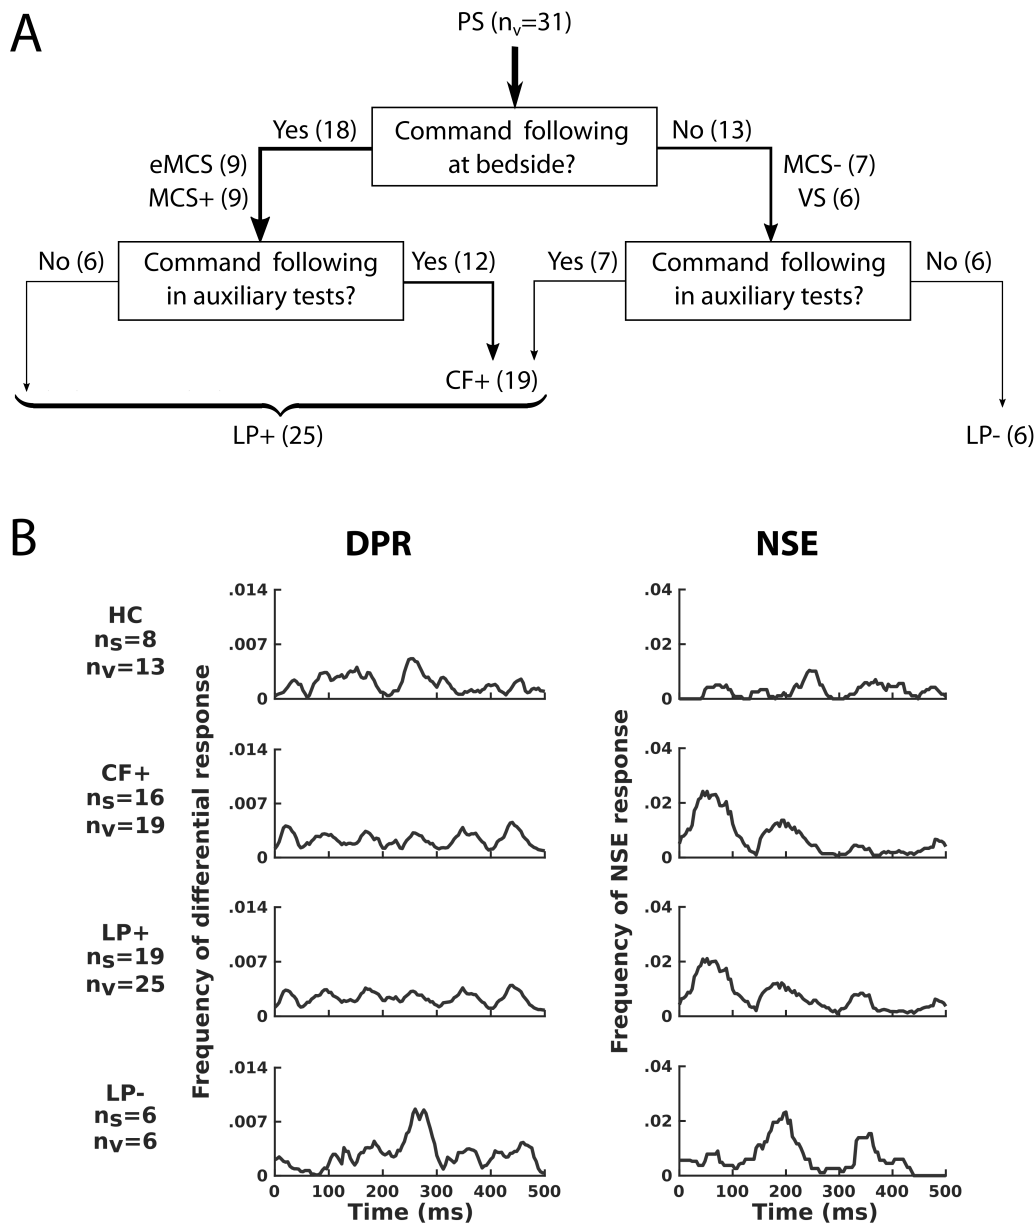 A
PS (nv=31)
Yes (18)
Command following
at bedside?
No (13)
eMCS (9)
MCS+ (9)
MCS- (7)
VS (6)
No (6)
Command following
in auxiliary tests?
Yes (12)
Yes (7)
Command following
in auxiliary tests?
No (6)
CF+ (19)
LP+ (25)
LP- (6)
B
DPR
NSE
HC
nS=8
nV=13
.014
.007
0
.04
.02
0
CF+
nS=16
nV=19
.014
.007
0
.04
.02
0
LP+
nS=19
nV=25
.014
.007
0
.04
.02
0
LP-
nS=6
nV=6
.014
.007
0
.04
.02
0
Frequency of differential response
Frequency of NSE response
0 100 200 300 400 500
Time (ms)
0 100 200 300 400 500
Time (ms)